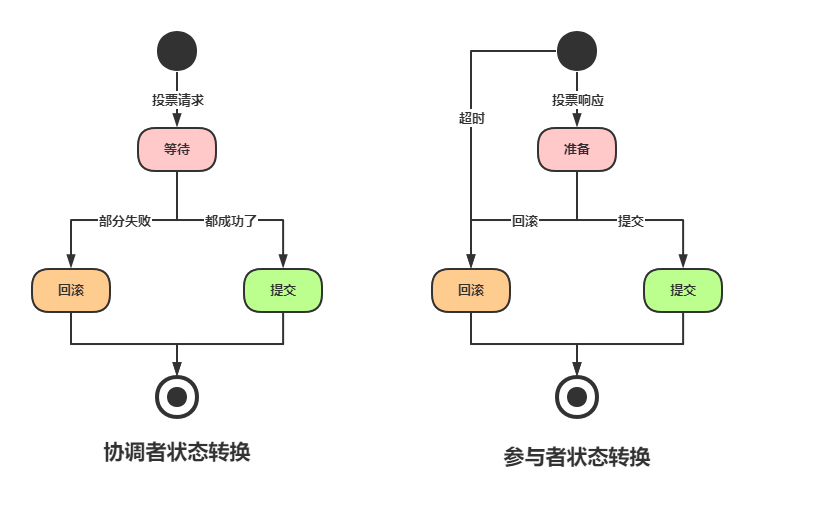 投票请求
等待
部分失败
都成功了
回滚
提交
协调者状态转换
投票响应
超时
准备
回滚
提交
回滚
提交
参与者状态转换